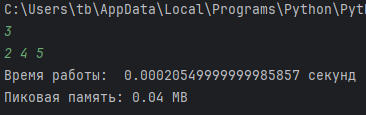 C:\Users\tb\AppData\Local\Programs\Python\Pyt
3
2 4 5
Время работы:  0.00020549999999985857 секунд
Пиковая память: 0.04 MB